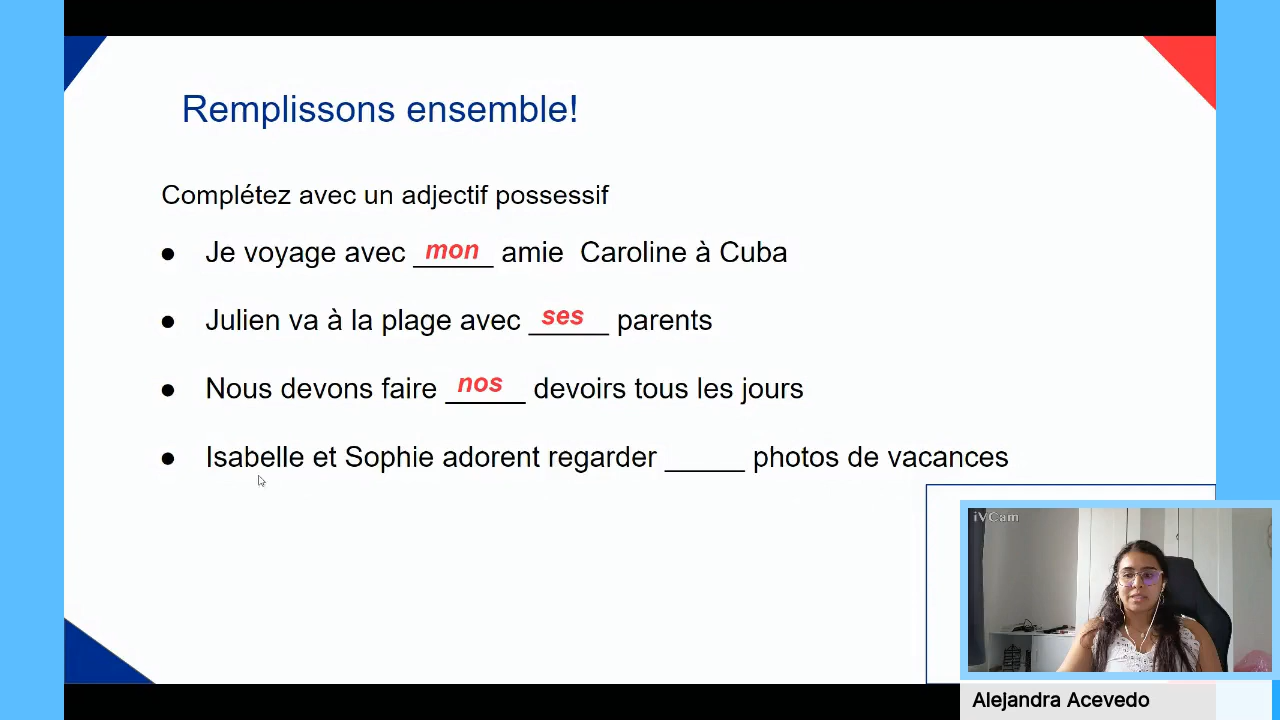 Remplissons ensemble!
Complétez avec un adjectif possessif
● Je voyage avec mon amie Caroline à Cuba
● Julien va à la plage avec ses parents
● Nous devons faire nos devoirs tous les jours
● Isabelle et Sophie adorent regarder _____ photos de vacances
iVCam
Alejandra Acevedo